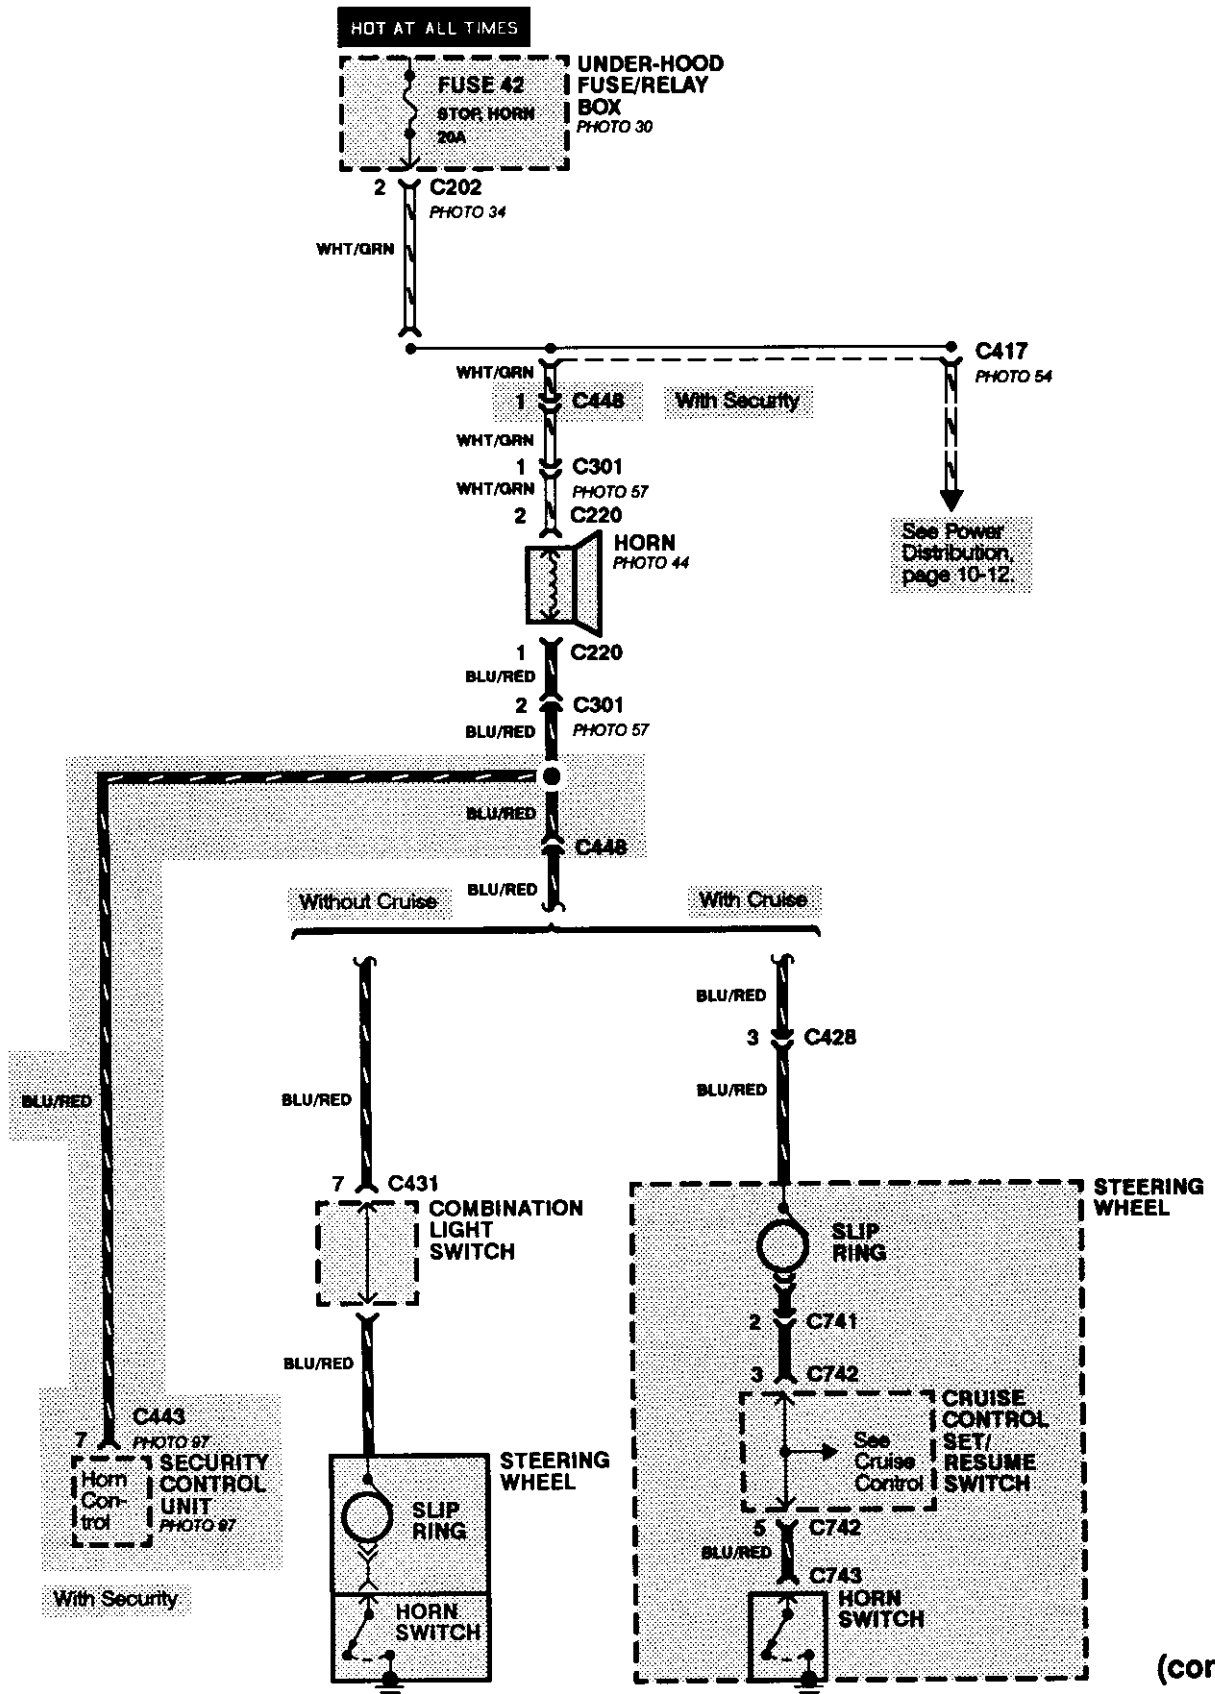 HOT AT ALL TIMES
UNDER-HOOD
FUSE/RELAY
BOX
PHOTO 30
FUSE 42
STOP, HORN
20A
2 C202
PHOTO 34
WHT/GRN
C417
PHOTO 54
WHT/GRN
1 C448
With Security
WHT/GRN
1 C301
PHOTO 57
WHT/GRN
2 C220
HORN
PHOTO 44
See Power
Distribution,
page 10-12.
1 C220
BLU/RED
2 C301
PHOTO 57
BLU/RED
BLU/RED
C448
BLU/RED
Without Cruise
With Cruise
BLU/RED
3 C428
BLU/RED
BLU/RED
BLU/RED
7 C431
COMBINATION
LIGHT
SWITCH
STEERING
WHEEL
SLIP
RING
2 C741
BLU/RED
3 C742
CRUISE
CONTROL
SET/
RESUME
SWITCH
See
Cruise
Control
C443
7 PHOTO 97
SECURITY
CONTROL
UNIT
PHOTO 97
Horn
Con-
trol
STEERING
WHEEL
SLIP
RING
5 C742
BLU/RED
C743
HORN
SWITCH
With Security
HORN
SWITCH
(cor